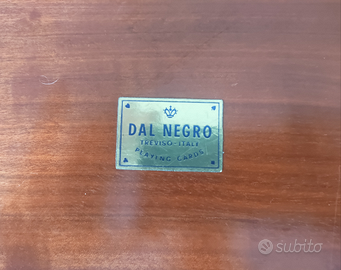 DAL NEGRO
TREVISO-ITALY
PLAYING CARDS
subito